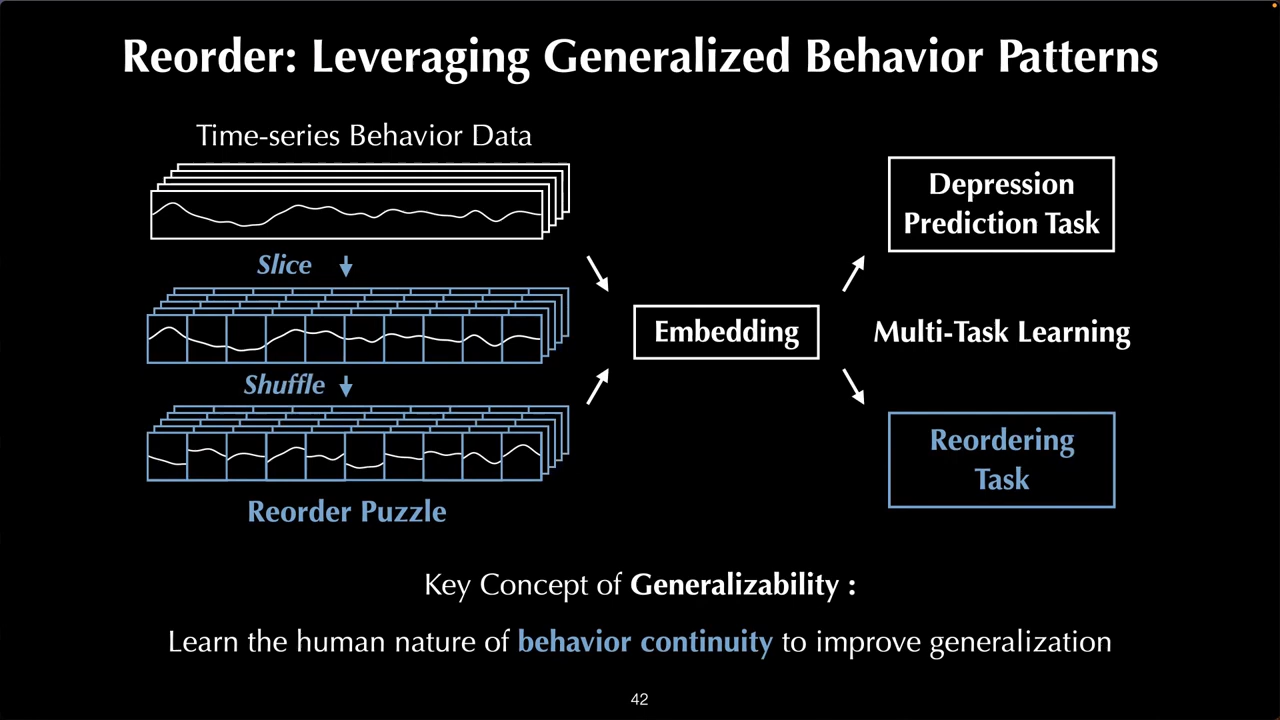 Reorder: Leveraging Generalized Behavior Patterns
Time-series Behavior Data
Slice
Shuffle
Reorder Puzzle
Embedding
Depression
Prediction Task
Multi-Task Learning
Reordering
Task
Key Concept of Generalizability :
Learn the human nature of behavior continuity to improve generalization
42